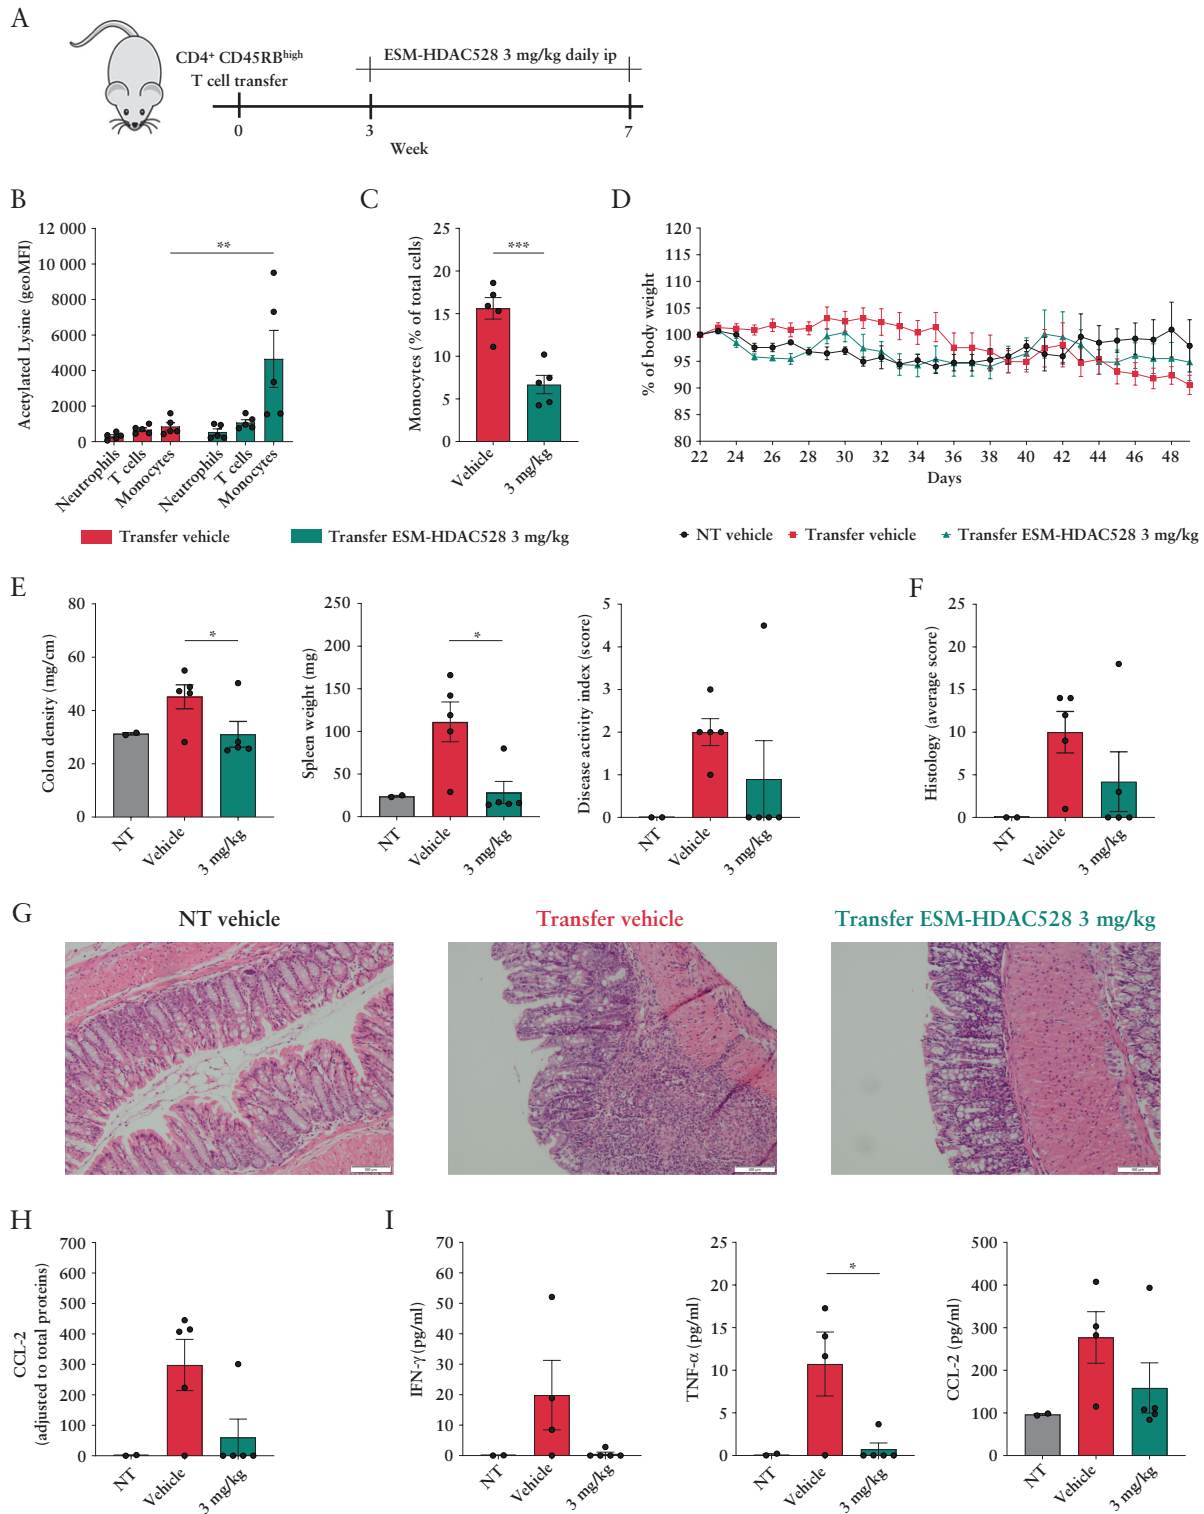 A
CD4⁺ CD45RBʰⁱᵍʰ
T cell transfer
ESM-HDAC528 3 mg/kg daily ip
0
3
7
Week
B
Acetylated Lysine (geoMFI)
12 000
10 000
8000
6000
4000
2000
0
**
Neutrophils
T cells
Monocytes
Neutrophils
T cells
Monocytes
Transfer vehicle
Transfer ESM-HDAC528 3 mg/kg
C
Monocytes (% of total cells)
25
20
15
10
5
0
***
Vehicle
3 mg/kg
D
% of body weight
120
115
110
105
100
95
90
85
80
22 24 26 28 30 32 34 36 38 40 42 44 46 48
Days
NT vehicle
Transfer vehicle
Transfer ESM-HDAC528 3 mg/kg
E
Colon density (mg/cm)
80
60
40
20
0
*
NT
Vehicle
3 mg/kg
Spleen weight (mg)
250
200
150
100
50
0
*
NT
Vehicle
3 mg/kg
Disease activity index (score)
5
4
3
2
1
0
NT
Vehicle
3 mg/kg
F
Histology (average score)
25
20
15
10
5
0
NT
Vehicle
3 mg/kg
G
NT vehicle
Transfer vehicle
Transfer ESM-HDAC528 3 mg/kg
100 µm
100 µm
100 µm
H
CCL-2
(adjusted to total proteins)
700
600
500
400
300
200
100
0
NT
Vehicle
3 mg/kg
I
IFN-γ (pg/ml)
70
60
50
40
30
20
10
0
NT
Vehicle
3 mg/kg
TNF-α (pg/ml)
25
20
15
10
5
0
*
NT
Vehicle
3 mg/kg
CCL-2 (pg/ml)
500
400
300
200
100
0
NT
Vehicle
3 mg/kg